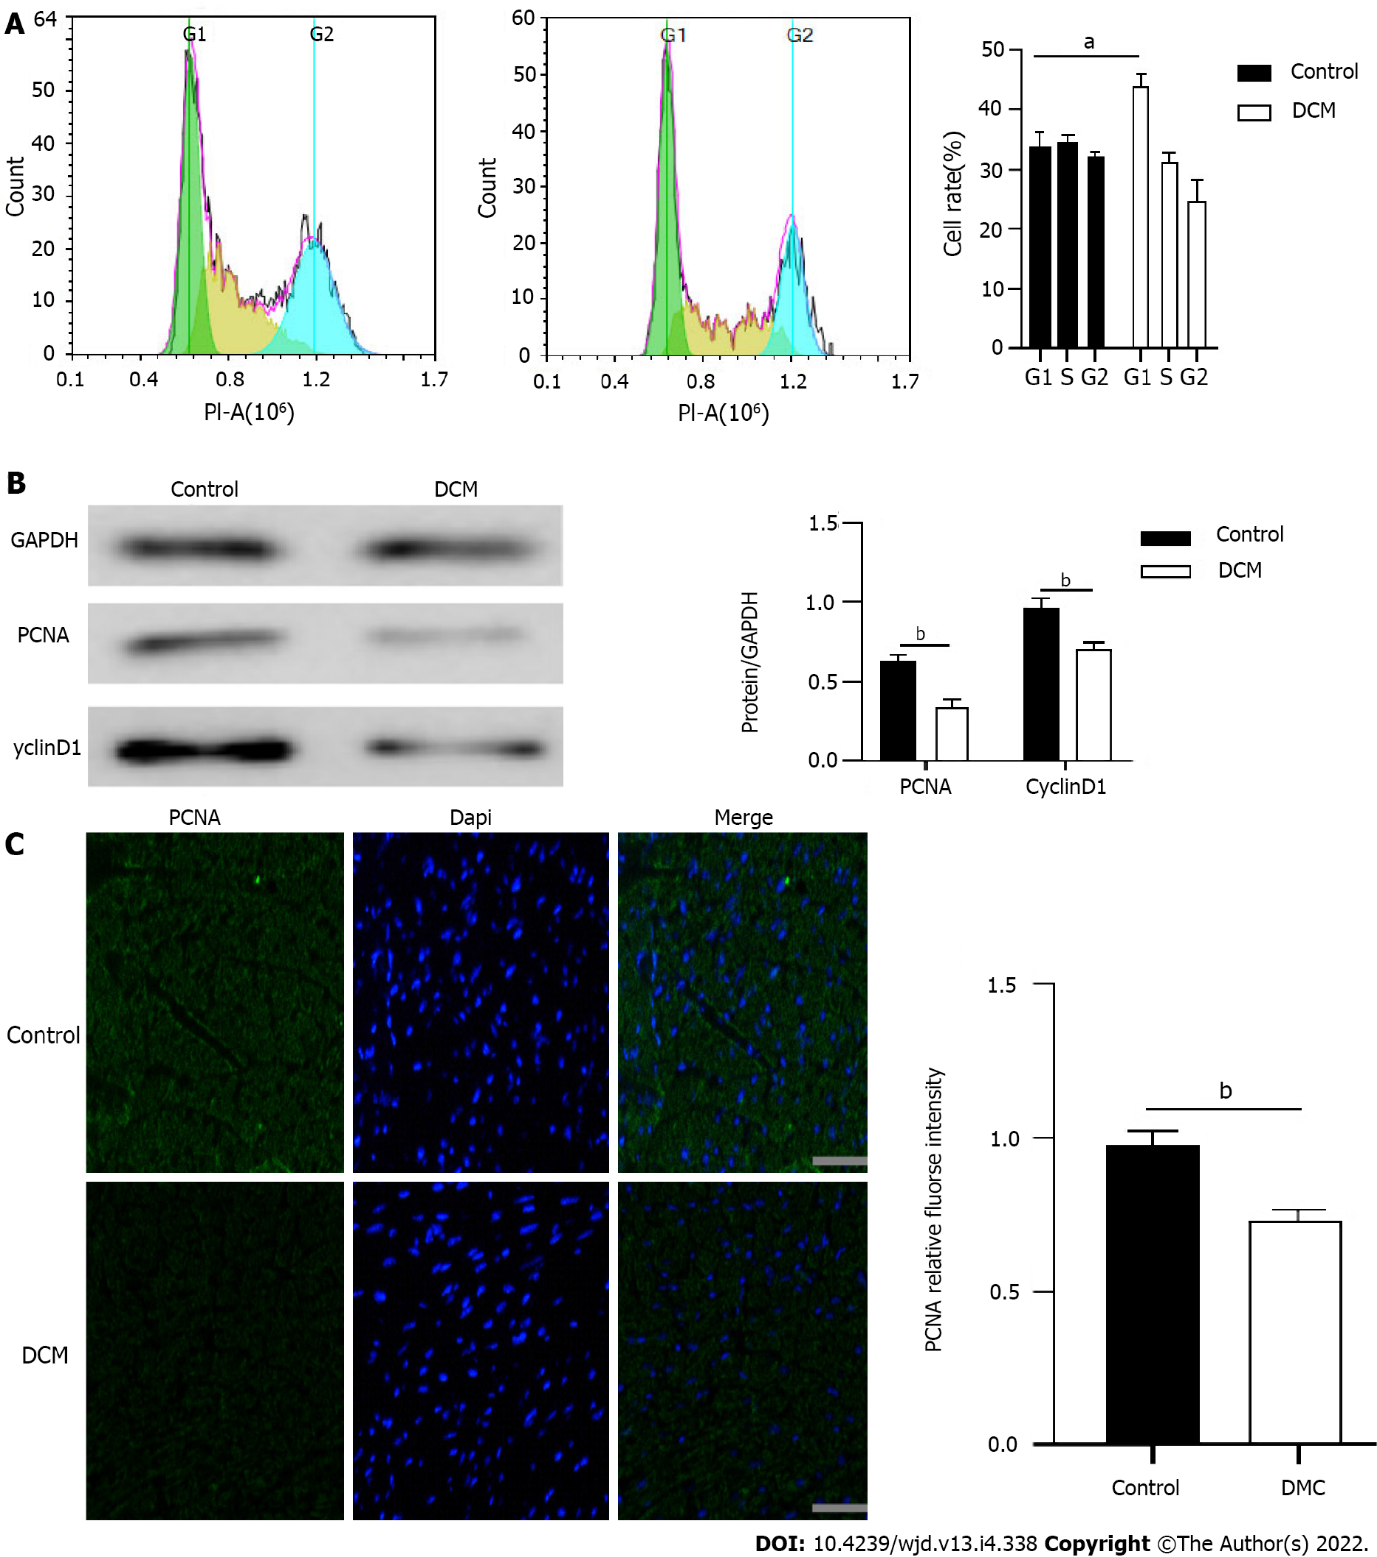 A
64
50
40
30
20
10
0
Count
G1
G2
0.1 0.4 0.8 1.2 1.7
PI-A(10⁶)
60
50
40
30
20
10
0
Count
G1
G2
0.1 0.4 0.8 1.2 1.7
PI-A(10⁶)
50
40
30
20
10
0
Cell rate(%)
a
G1 S G2 G1 S G2
Control
DCM
B
Control DCM
GAPDH
PCNA
yclinD1
1.5
1.0
0.5
0.0
Protein/GAPDH
b
b
PCNA CyclinD1
Control
DCM
C
PCNA Dapi Merge
Control
DCM
1.5
1.0
0.5
0.0
PCNA relative fluorse intensity
b
Control DMC
DOI: 10.4239/wjd.v13.i4.338 Copyright ©The Author(s) 2022.